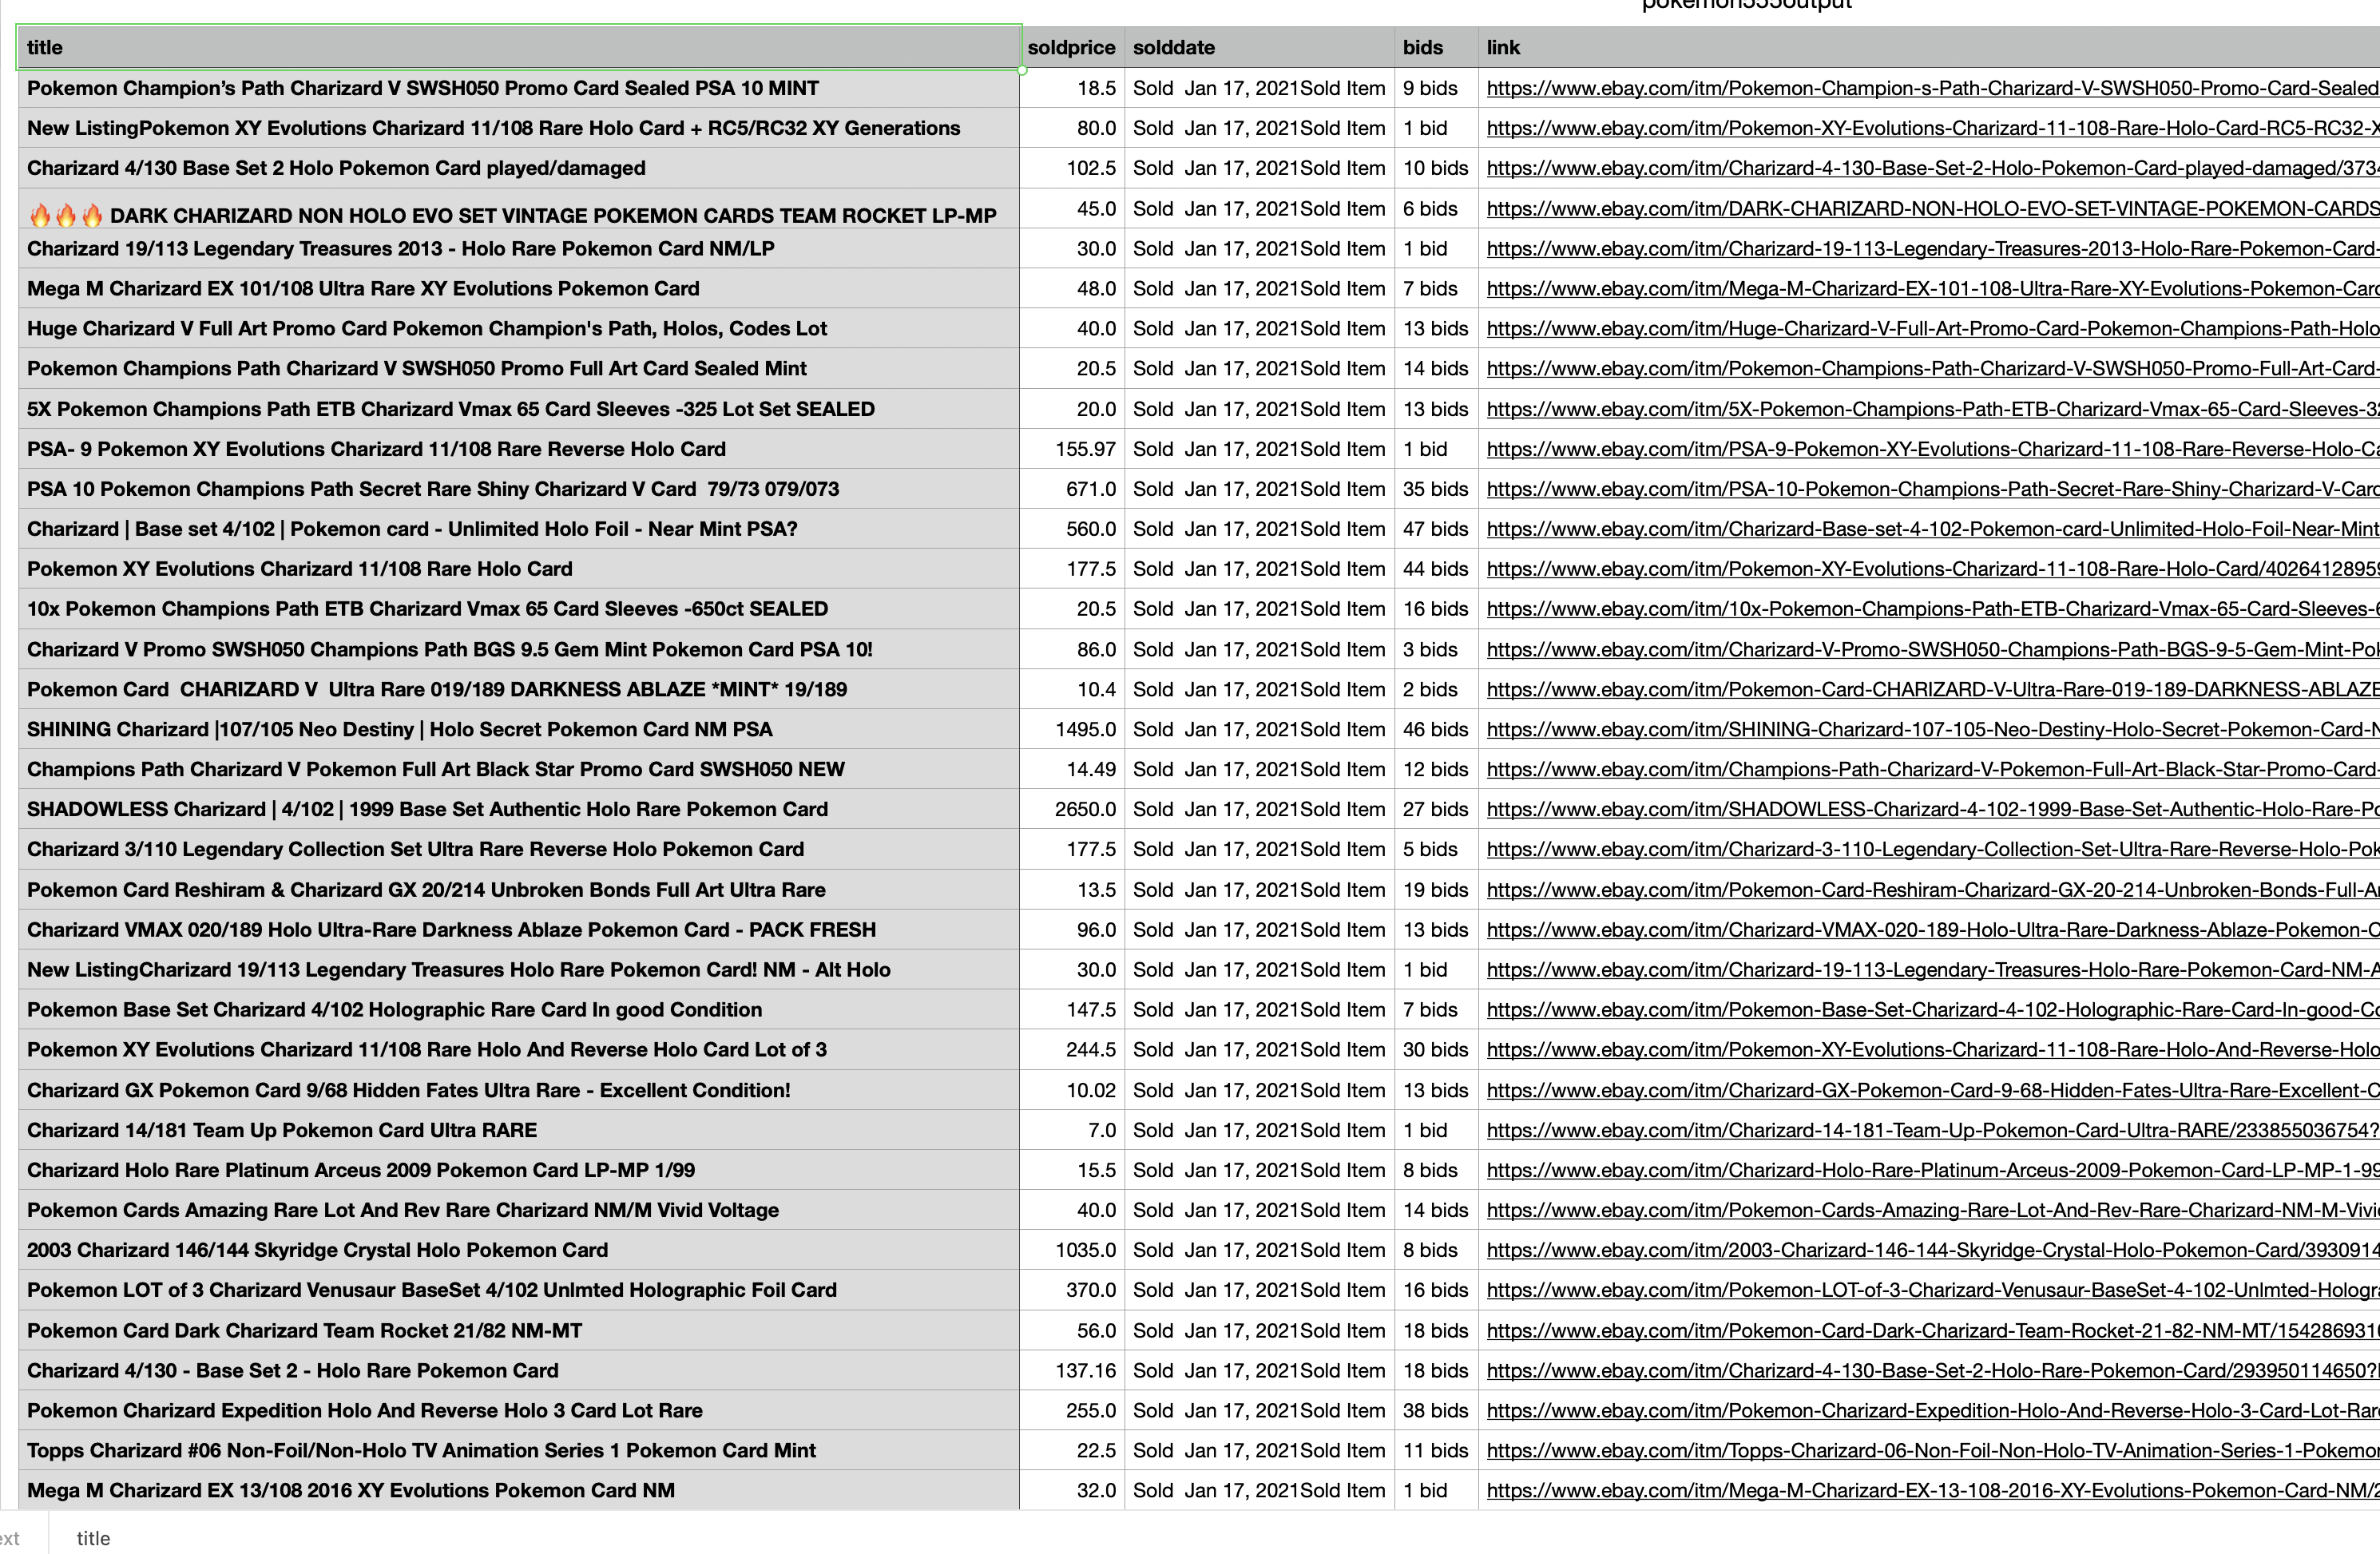 pokemon555output
title soldprice solddate bids link
Pokemon Champion’s Path Charizard V SWSH050 Promo Card Sealed PSA 10 MINT 18.5 Sold  Jan 17, 2021Sold Item 9 bids https://www.ebay.com/itm/Pokemon-Champion-s-Path-Charizard-V-SWSH050-Promo-Card-Sealed
New ListingPokemon XY Evolutions Charizard 11/108 Rare Holo Card + RC5/RC32 XY Generations 80.0 Sold  Jan 17, 2021Sold Item 1 bid https://www.ebay.com/itm/Pokemon-XY-Evolutions-Charizard-11-108-Rare-Holo-Card-RC5-RC32-X
Charizard 4/130 Base Set 2 Holo Pokemon Card played/damaged 102.5 Sold  Jan 17, 2021Sold Item 10 bids https://www.ebay.com/itm/Charizard-4-130-Base-Set-2-Holo-Pokemon-Card-played-damaged/373
🔥🔥🔥 DARK CHARIZARD NON HOLO EVO SET VINTAGE POKEMON CARDS TEAM ROCKET LP-MP 45.0 Sold  Jan 17, 2021Sold Item 6 bids https://www.ebay.com/itm/DARK-CHARIZARD-NON-HOLO-EVO-SET-VINTAGE-POKEMON-CARDS
Charizard 19/113 Legendary Treasures 2013 - Holo Rare Pokemon Card NM/LP 30.0 Sold  Jan 17, 2021Sold Item 1 bid https://www.ebay.com/itm/Charizard-19-113-Legendary-Treasures-2013-Holo-Rare-Pokemon-Card-
Mega M Charizard EX 101/108 Ultra Rare XY Evolutions Pokemon Card 48.0 Sold  Jan 17, 2021Sold Item 7 bids https://www.ebay.com/itm/Mega-M-Charizard-EX-101-108-Ultra-Rare-XY-Evolutions-Pokemon-Card
Huge Charizard V Full Art Promo Card Pokemon Champion's Path, Holos, Codes Lot 40.0 Sold  Jan 17, 2021Sold Item 13 bids https://www.ebay.com/itm/Huge-Charizard-V-Full-Art-Promo-Card-Pokemon-Champions-Path-Holo
Pokemon Champions Path Charizard V SWSH050 Promo Full Art Card Sealed Mint 20.5 Sold  Jan 17, 2021Sold Item 14 bids https://www.ebay.com/itm/Pokemon-Champions-Path-Charizard-V-SWSH050-Promo-Full-Art-Card-
5X Pokemon Champions Path ETB Charizard Vmax 65 Card Sleeves -325 Lot Set SEALED 20.0 Sold  Jan 17, 2021Sold Item 13 bids https://www.ebay.com/itm/5X-Pokemon-Champions-Path-ETB-Charizard-Vmax-65-Card-Sleeves-32
PSA- 9 Pokemon XY Evolutions Charizard 11/108 Rare Reverse Holo Card 155.97 Sold  Jan 17, 2021Sold Item 1 bid https://www.ebay.com/itm/PSA-9-Pokemon-XY-Evolutions-Charizard-11-108-Rare-Reverse-Holo-Ca
PSA 10 Pokemon Champions Path Secret Rare Shiny Charizard V Card  79/73 079/073 671.0 Sold  Jan 17, 2021Sold Item 35 bids https://www.ebay.com/itm/PSA-10-Pokemon-Champions-Path-Secret-Rare-Shiny-Charizard-V-Card
Charizard | Base set 4/102 | Pokemon card - Unlimited Holo Foil - Near Mint PSA? 560.0 Sold  Jan 17, 2021Sold Item 47 bids https://www.ebay.com/itm/Charizard-Base-set-4-102-Pokemon-card-Unlimited-Holo-Foil-Near-Mint
Pokemon XY Evolutions Charizard 11/108 Rare Holo Card 177.5 Sold  Jan 17, 2021Sold Item 44 bids https://www.ebay.com/itm/Pokemon-XY-Evolutions-Charizard-11-108-Rare-Holo-Card/40264128959
10x Pokemon Champions Path ETB Charizard Vmax 65 Card Sleeves -650ct SEALED 20.5 Sold  Jan 17, 2021Sold Item 16 bids https://www.ebay.com/itm/10x-Pokemon-Champions-Path-ETB-Charizard-Vmax-65-Card-Sleeves-6
Charizard V Promo SWSH050 Champions Path BGS 9.5 Gem Mint Pokemon Card PSA 10! 86.0 Sold  Jan 17, 2021Sold Item 3 bids https://www.ebay.com/itm/Charizard-V-Promo-SWSH050-Champions-Path-BGS-9-5-Gem-Mint-Pok
Pokemon Card  CHARIZARD V  Ultra Rare 019/189 DARKNESS ABLAZE *MINT* 19/189 10.4 Sold  Jan 17, 2021Sold Item 2 bids https://www.ebay.com/itm/Pokemon-Card-CHARIZARD-V-Ultra-Rare-019-189-DARKNESS-ABLAZE
SHINING Charizard |107/105 Neo Destiny | Holo Secret Pokemon Card NM PSA 1495.0 Sold  Jan 17, 2021Sold Item 46 bids https://www.ebay.com/itm/SHINING-Charizard-107-105-Neo-Destiny-Holo-Secret-Pokemon-Card-N
Champions Path Charizard V Pokemon Full Art Black Star Promo Card SWSH050 NEW 14.49 Sold  Jan 17, 2021Sold Item 12 bids https://www.ebay.com/itm/Champions-Path-Charizard-V-Pokemon-Full-Art-Black-Star-Promo-Card-
SHADOWLESS Charizard | 4/102 | 1999 Base Set Authentic Holo Rare Pokemon Card 2650.0 Sold  Jan 17, 2021Sold Item 27 bids https://www.ebay.com/itm/SHADOWLESS-Charizard-4-102-1999-Base-Set-Authentic-Holo-Rare-Po
Charizard 3/110 Legendary Collection Set Ultra Rare Reverse Holo Pokemon Card 177.5 Sold  Jan 17, 2021Sold Item 5 bids https://www.ebay.com/itm/Charizard-3-110-Legendary-Collection-Set-Ultra-Rare-Reverse-Holo-Pok
Pokemon Card Reshiram & Charizard GX 20/214 Unbroken Bonds Full Art Ultra Rare 13.5 Sold  Jan 17, 2021Sold Item 19 bids https://www.ebay.com/itm/Pokemon-Card-Reshiram-Charizard-GX-20-214-Unbroken-Bonds-Full-Ar
Charizard VMAX 020/189 Holo Ultra-Rare Darkness Ablaze Pokemon Card - PACK FRESH 96.0 Sold  Jan 17, 2021Sold Item 13 bids https://www.ebay.com/itm/Charizard-VMAX-020-189-Holo-Ultra-Rare-Darkness-Ablaze-Pokemon-C
New ListingCharizard 19/113 Legendary Treasures Holo Rare Pokemon Card! NM - Alt Holo 30.0 Sold  Jan 17, 2021Sold Item 1 bid https://www.ebay.com/itm/Charizard-19-113-Legendary-Treasures-Holo-Rare-Pokemon-Card-NM-A
Pokemon Base Set Charizard 4/102 Holographic Rare Card In good Condition 147.5 Sold  Jan 17, 2021Sold Item 7 bids https://www.ebay.com/itm/Pokemon-Base-Set-Charizard-4-102-Holographic-Rare-Card-In-good-Co
Pokemon XY Evolutions Charizard 11/108 Rare Holo And Reverse Holo Card Lot of 3 244.5 Sold  Jan 17, 2021Sold Item 30 bids https://www.ebay.com/itm/Pokemon-XY-Evolutions-Charizard-11-108-Rare-Holo-And-Reverse-Holo
Charizard GX Pokemon Card 9/68 Hidden Fates Ultra Rare - Excellent Condition! 10.02 Sold  Jan 17, 2021Sold Item 13 bids https://www.ebay.com/itm/Charizard-GX-Pokemon-Card-9-68-Hidden-Fates-Ultra-Rare-Excellent-C
Charizard 14/181 Team Up Pokemon Card Ultra RARE 7.0 Sold  Jan 17, 2021Sold Item 1 bid https://www.ebay.com/itm/Charizard-14-181-Team-Up-Pokemon-Card-Ultra-RARE/233855036754?
Charizard Holo Rare Platinum Arceus 2009 Pokemon Card LP-MP 1/99 15.5 Sold  Jan 17, 2021Sold Item 8 bids https://www.ebay.com/itm/Charizard-Holo-Rare-Platinum-Arceus-2009-Pokemon-Card-LP-MP-1-99
Pokemon Cards Amazing Rare Lot And Rev Rare Charizard NM/M Vivid Voltage 40.0 Sold  Jan 17, 2021Sold Item 14 bids https://www.ebay.com/itm/Pokemon-Cards-Amazing-Rare-Lot-And-Rev-Rare-Charizard-NM-M-Vivi
2003 Charizard 146/144 Skyridge Crystal Holo Pokemon Card 1035.0 Sold  Jan 17, 2021Sold Item 8 bids https://www.ebay.com/itm/2003-Charizard-146-144-Skyridge-Crystal-Holo-Pokemon-Card/3930914
Pokemon LOT of 3 Charizard Venusaur BaseSet 4/102 Unlmted Holographic Foil Card 370.0 Sold  Jan 17, 2021Sold Item 16 bids https://www.ebay.com/itm/Pokemon-LOT-of-3-Charizard-Venusaur-BaseSet-4-102-Unlmted-Hologr
Pokemon Card Dark Charizard Team Rocket 21/82 NM-MT 56.0 Sold  Jan 17, 2021Sold Item 18 bids https://www.ebay.com/itm/Pokemon-Card-Dark-Charizard-Team-Rocket-21-82-NM-MT/154286931
Charizard 4/130 - Base Set 2 - Holo Rare Pokemon Card 137.16 Sold  Jan 17, 2021Sold Item 18 bids https://www.ebay.com/itm/Charizard-4-130-Base-Set-2-Holo-Rare-Pokemon-Card/293950114650?
Pokemon Charizard Expedition Holo And Reverse Holo 3 Card Lot Rare 255.0 Sold  Jan 17, 2021Sold Item 38 bids https://www.ebay.com/itm/Pokemon-Charizard-Expedition-Holo-And-Reverse-Holo-3-Card-Lot-Rar
Topps Charizard #06 Non-Foil/Non-Holo TV Animation Series 1 Pokemon Card Mint 22.5 Sold  Jan 17, 2021Sold Item 11 bids https://www.ebay.com/itm/Topps-Charizard-06-Non-Foil-Non-Holo-TV-Animation-Series-1-Pokemo
Mega M Charizard EX 13/108 2016 XY Evolutions Pokemon Card NM 32.0 Sold  Jan 17, 2021Sold Item 1 bid https://www.ebay.com/itm/Mega-M-Charizard-EX-13-108-2016-XY-Evolutions-Pokemon-Card-NM/2
ext title